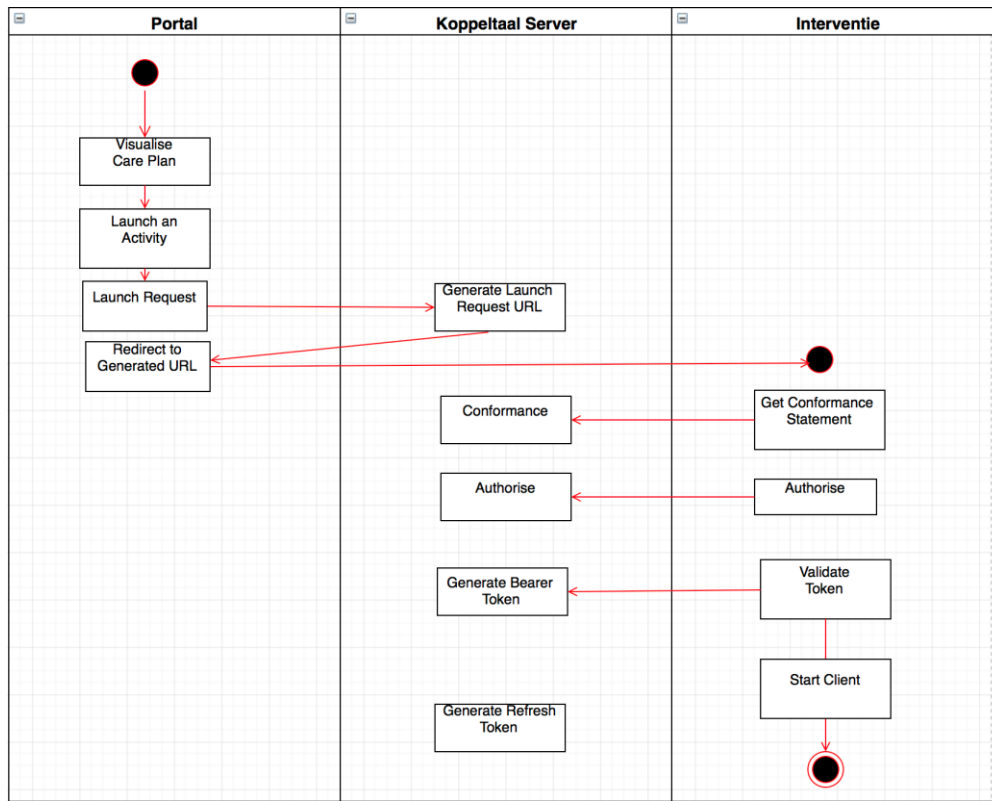 Portal
Koppeltaal Server
Interventie
Visualise
Care Plan
Launch an
Activity
Launch Request
Generate Launch
Request URL
Redirect to
Generated URL
Conformance
Get Conformance
Statement
Authorise
Authorise
Generate Bearer
Token
Validate
Token
Start Client
Generate Refresh
Token